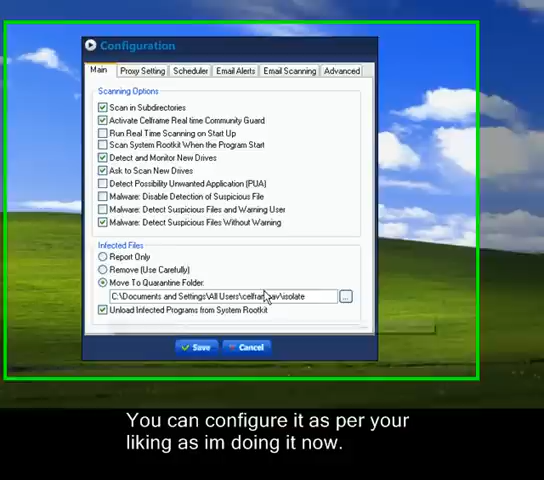 Configuration
Main Proxy Setting Scheduler Email Alerts Email Scanning Advanced
Scanning Options
Scan in Subdirectories
Activate Celframe Real time Community Guard
Run Real Time Scanning on Start Up
Scan System Rootkit When the Program Start
Detect and Monitor New Drives
Ask to Scan New Drives
Detect Possibility Unwanted Application (PUA)
Malware: Disable Detection of Suspicious File
Malware: Detect Suspicious Files and Warning User
Malware: Detect Suspicious Files Without Warning
Infected Files
Report Only
Remove (Use Carefully)
Move To Quarantine Folder.
C:\Documents and Settings\All Users\celframeav\isolate
...
Unload Infected Programs from System Rootkit
Save Cancel
You can configure it as per your
liking as im doing it now.